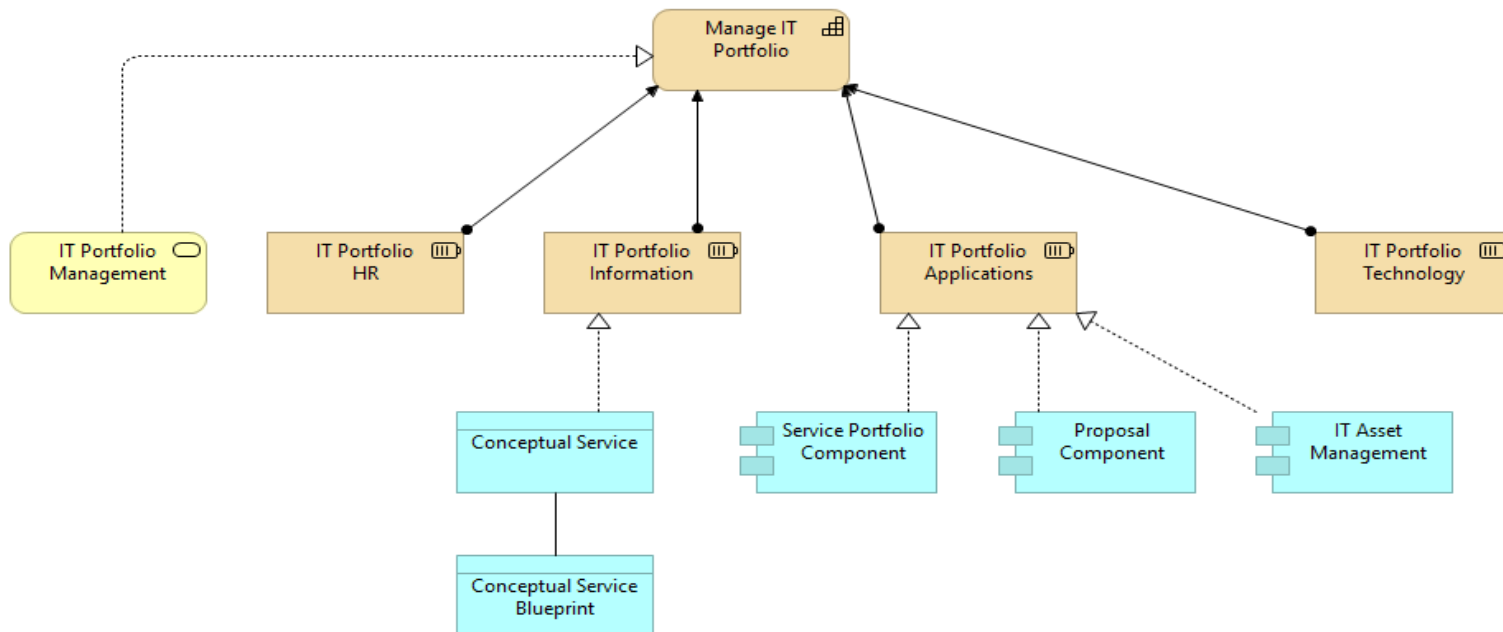 Manage IT
Portfolio
IT Portfolio
Management
IT Portfolio
HR
IT Portfolio
Information
IT Portfolio
Applications
IT Portfolio
Technology
Conceptual Service
Service Portfolio
Component
Proposal
Component
IT Asset
Management
Conceptual Service
Blueprint